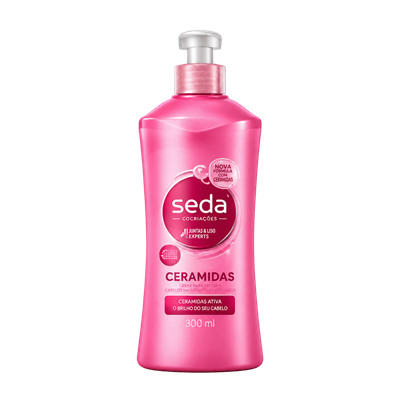 NOVA
FÓRMULA
COM
CERAMIDAS
seda
COCRIAÇÕES
JUNTAS & LISO
EXPERTS
CERAMIDAS
CERAMIDAS ATIVA
O BRILHO DO SEU CABELO
300 ml